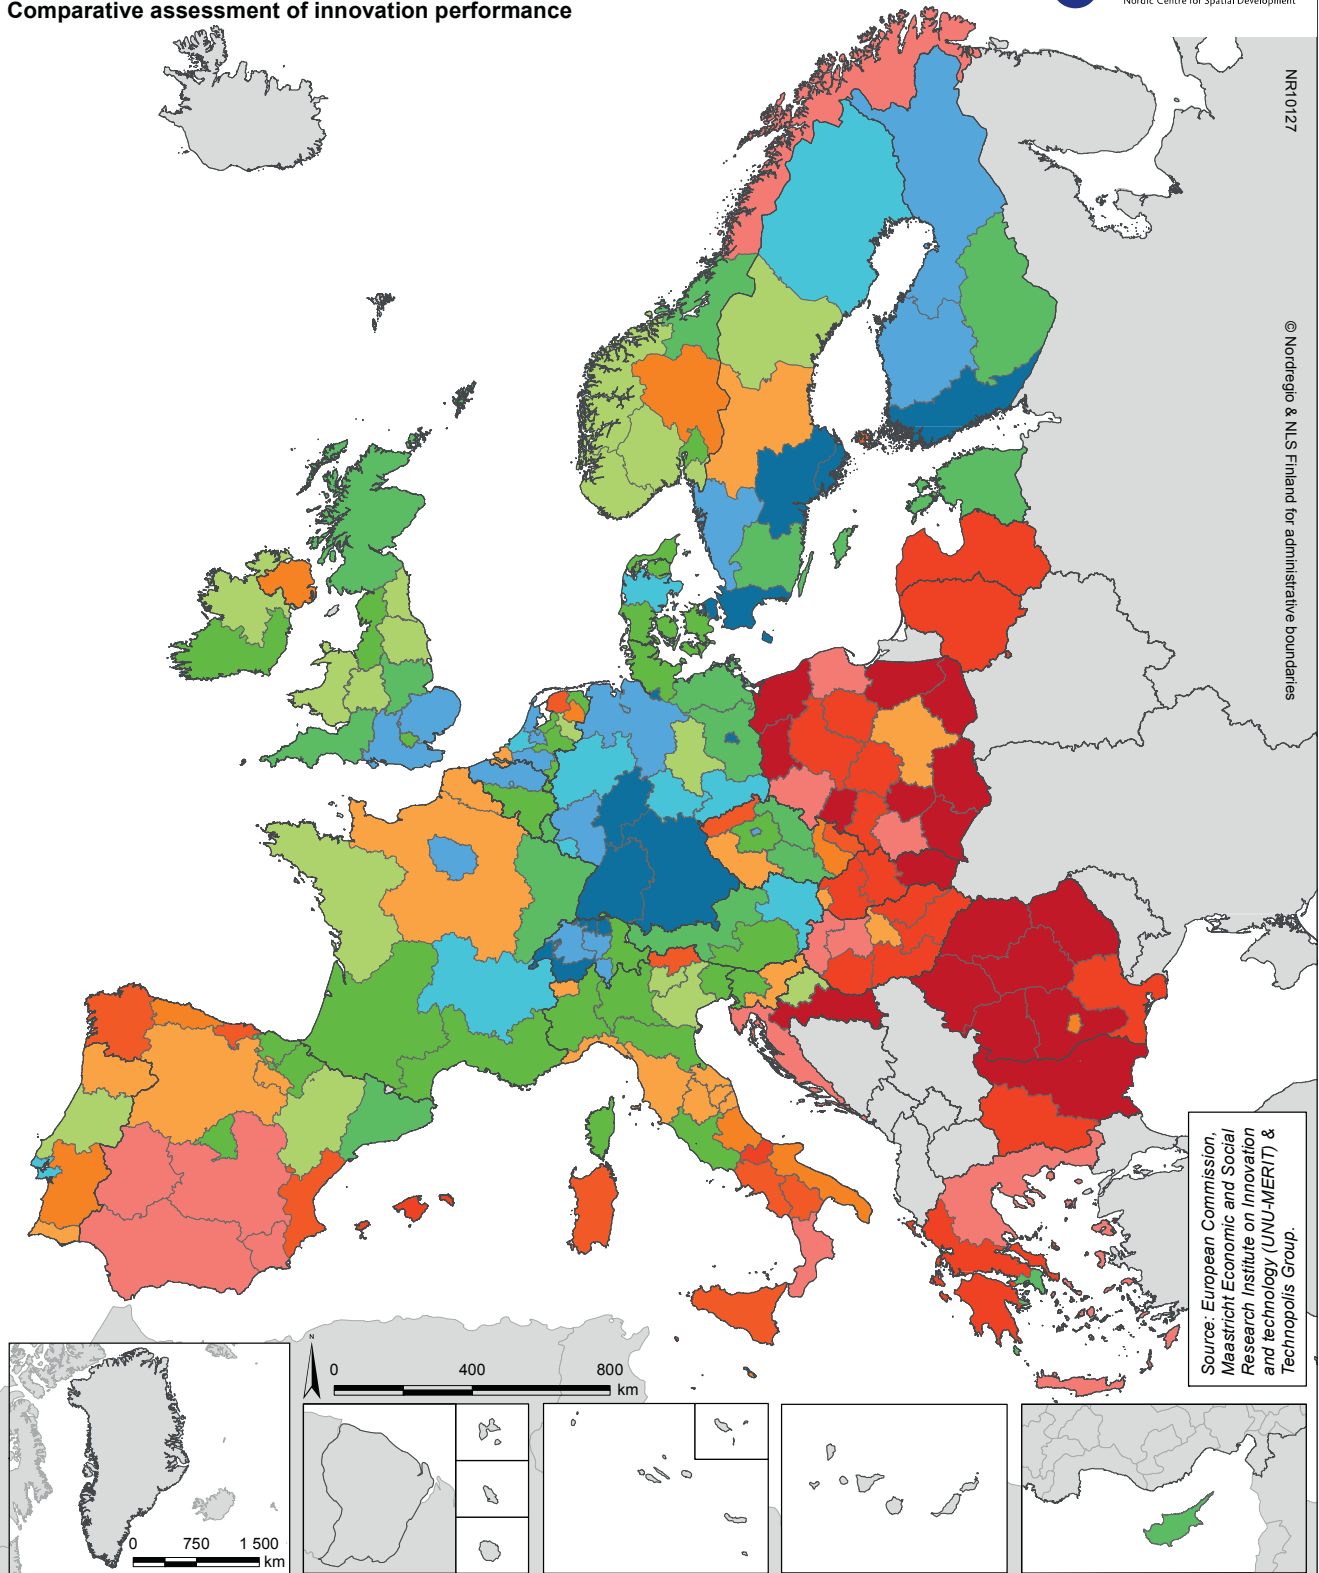 Comparative assessment of innovation performance
Nordic Centre for Spatial Development
NR10127
© Nordregio & NLS Finland for administrative boundaries
Source: European Commission,
Maastricht Economic and Social
Research Institute on Innovation
and technology (UNU-MERIT) &
Technopolis Group.
N
0 400 800
km
0 750 1 500
km